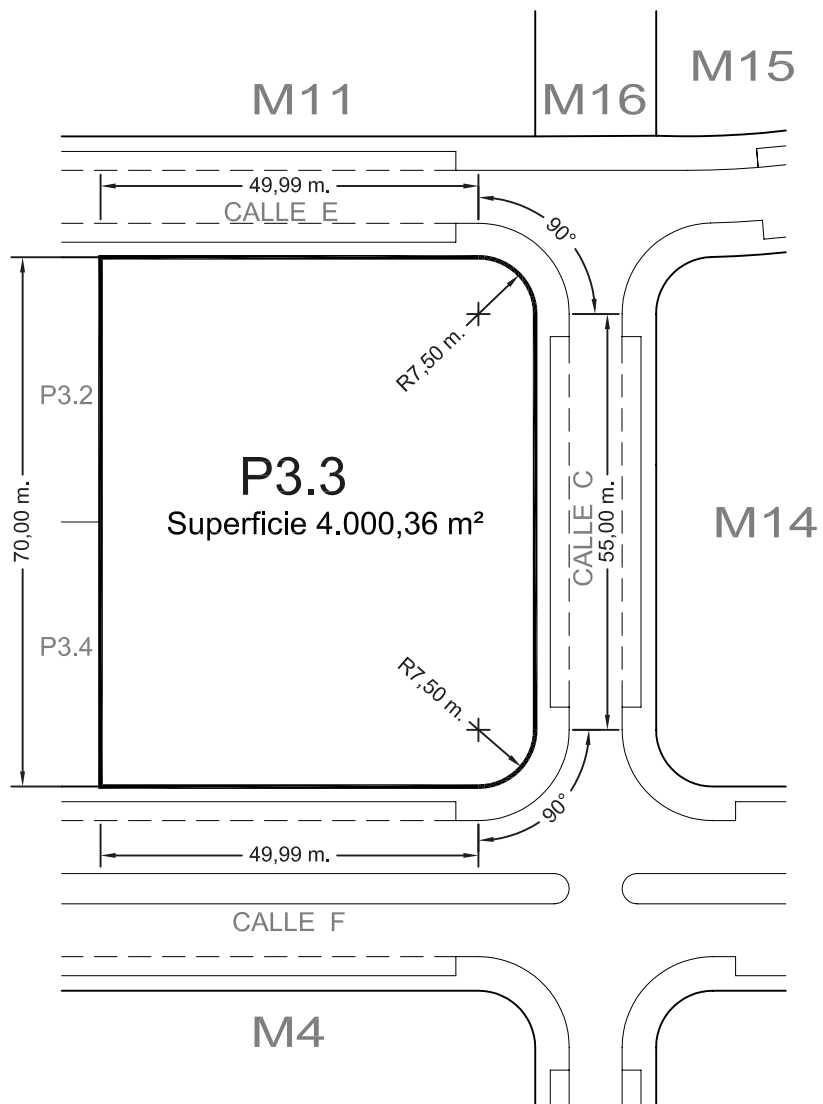 M15
M11
M16
49,99 m.
CALLE E
90°
R7,50 m.
P3.2
P3.3
Superficie 4.000,36 m²
70,00 m.
CALLE C
55,00 m.
M14
P3.4
R7,50 m.
90°
49,99 m.
CALLE F
M4